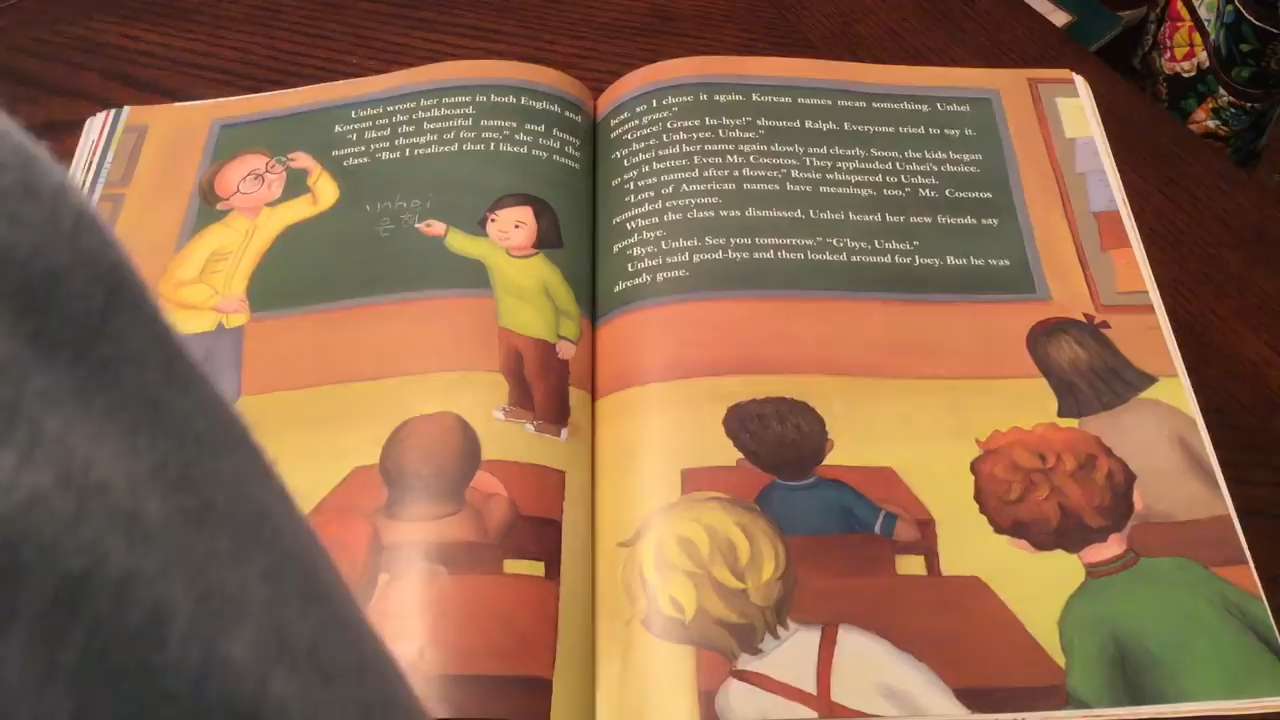 Unhei wrote her name in both English and
Korean on the chalkboard.
"I liked the beautiful names and funny
names you thought of for me," she told the
class. "But I realized that I liked my name
unhei
은혜
best, so I chose it again. Korean names mean something. Unhei
means grace."
"Grace! Grace In-hye!" shouted Ralph. Everyone tried to say it.
"Yn-ha-e. Unh-yee. Unhae."
Unhei said her name again slowly and clearly. Soon, the kids began
to say it better. Even Mr. Cocotos. They applauded Unhei's choice.
"I was named after a flower," Rosie whispered to Unhei.
"Lots of American names have meanings, too," Mr. Cocotos
reminded everyone.
When the class was dismissed, Unhei heard her new friends say
good-bye.
"Bye, Unhei. See you tomorrow." "G'bye, Unhei."
Unhei said good-bye and then looked around for Joey. But he was
already gone.